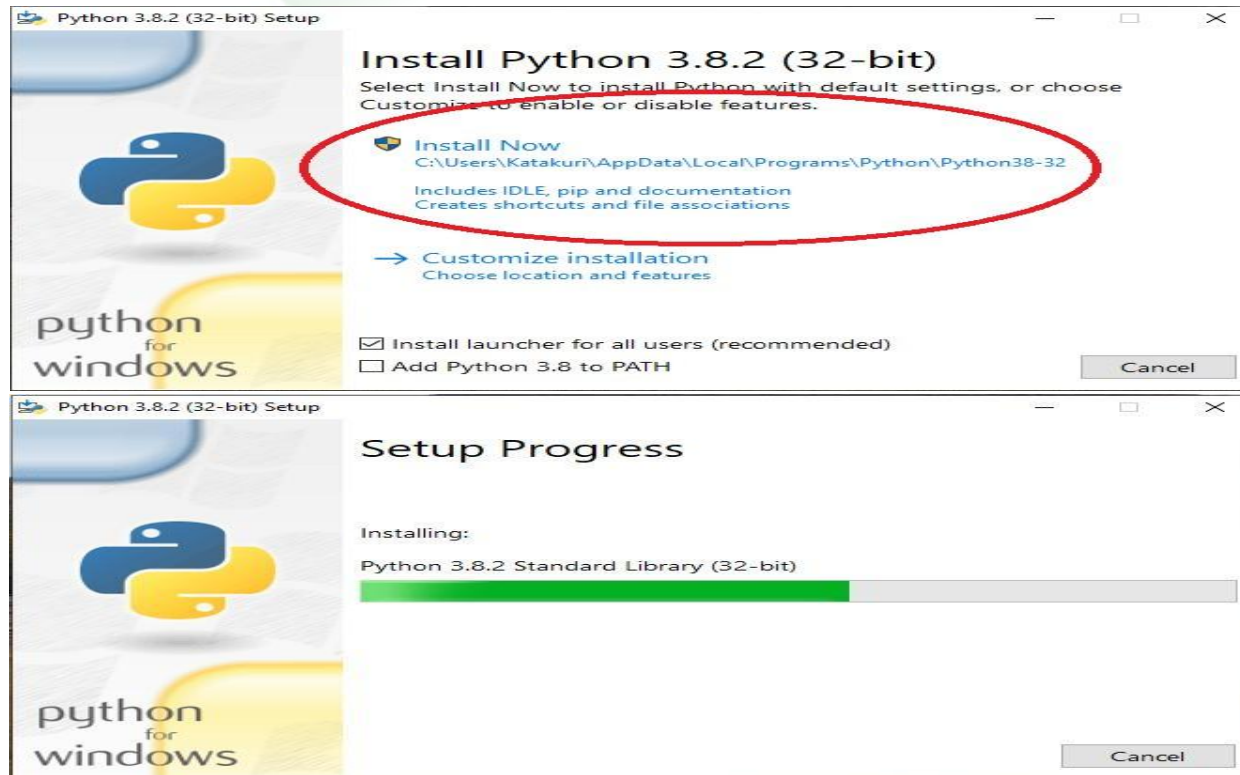 Python 3.8.2 (32-bit) Setup
Install Python 3.8.2 (32-bit)
Select Install Now to install Python with default settings, or choose
Customize to enable or disable features.
Install Now
C:\Users\Katakuri\AppData\Local\Programs\Python\Python38-32
Includes IDLE, pip and documentation
Creates shortcuts and file associations
Customize installation
Choose location and features
python
for
windows
Install launcher for all users (recommended)
Add Python 3.8 to PATH
Cancel
Python 3.8.2 (32-bit) Setup
Setup Progress
Installing:
Python 3.8.2 Standard Library (32-bit)
python
for
windows
Cancel